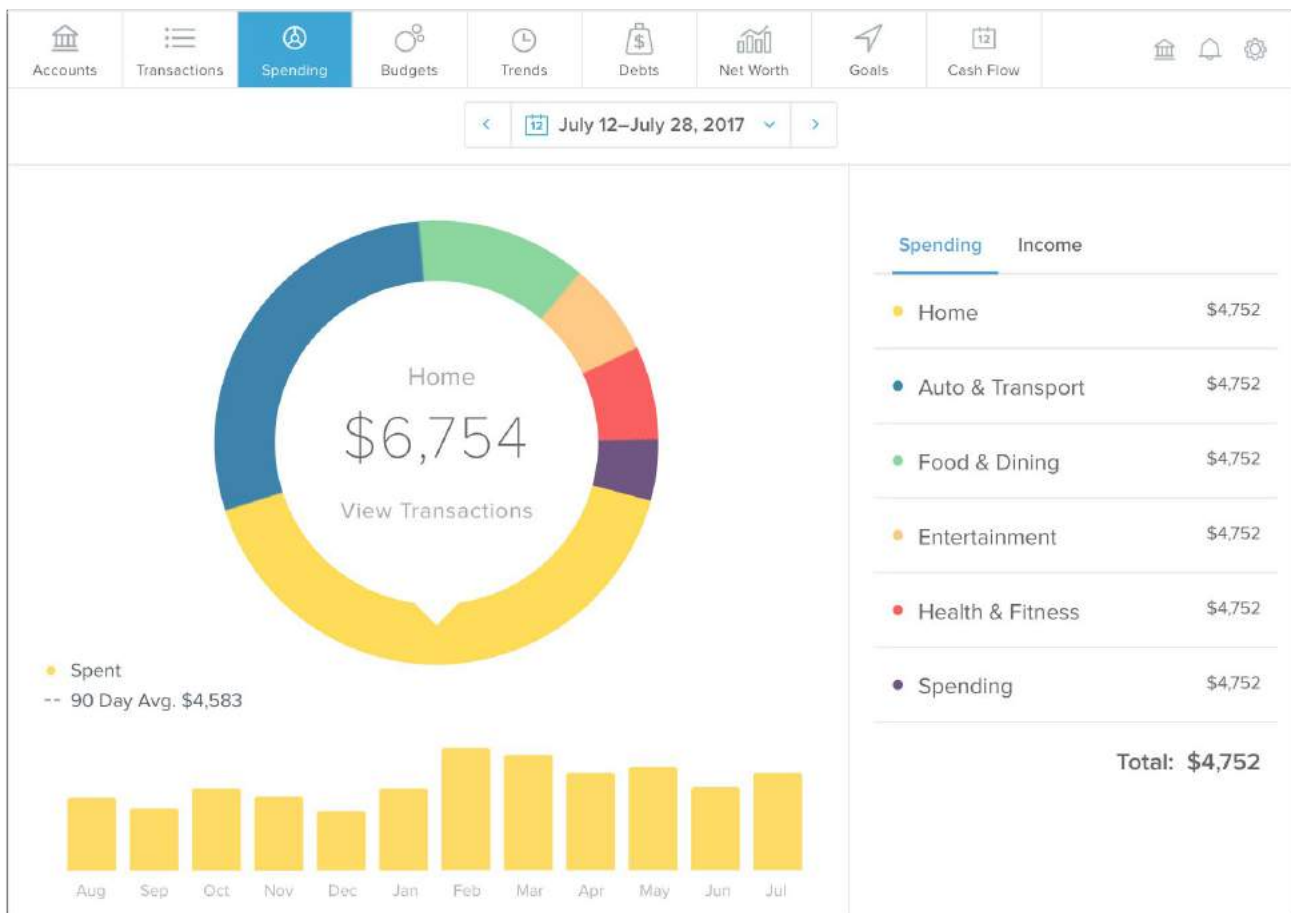 Accounts Transactions Spending Budgets Trends Debts Net Worth Goals 12 Cash Flow
12 July 12–July 28, 2017
Home
$6,754
View Transactions
Spent
-- 90 Day Avg. $4,583
Aug Sep Oct Nov Dec Jan Feb Mar Apr May Jun Jul
Spending Income
Home $4,752
Auto & Transport $4,752
Food & Dining $4,752
Entertainment $4,752
Health & Fitness $4,752
Spending $4,752
Total: $4,752